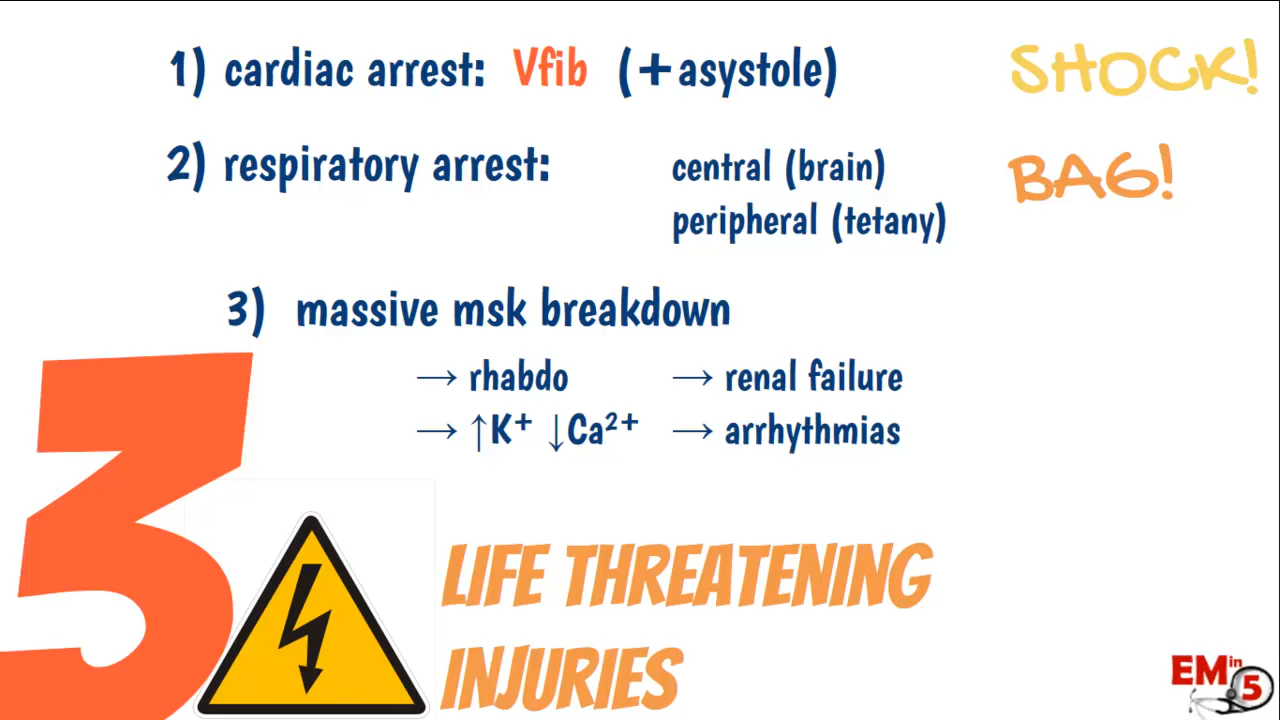 1) cardiac arrest: Vfib (+asystole) SHOCK!
2) respiratory arrest: central (brain) BAG!
peripheral (tetany)
3) massive msk breakdown
→ rhabdo → renal failure
→ ↑K⁺ ↓Ca²⁺ → arrhythmias
3 LIFE THREATENING
INJURIES
EM in 5